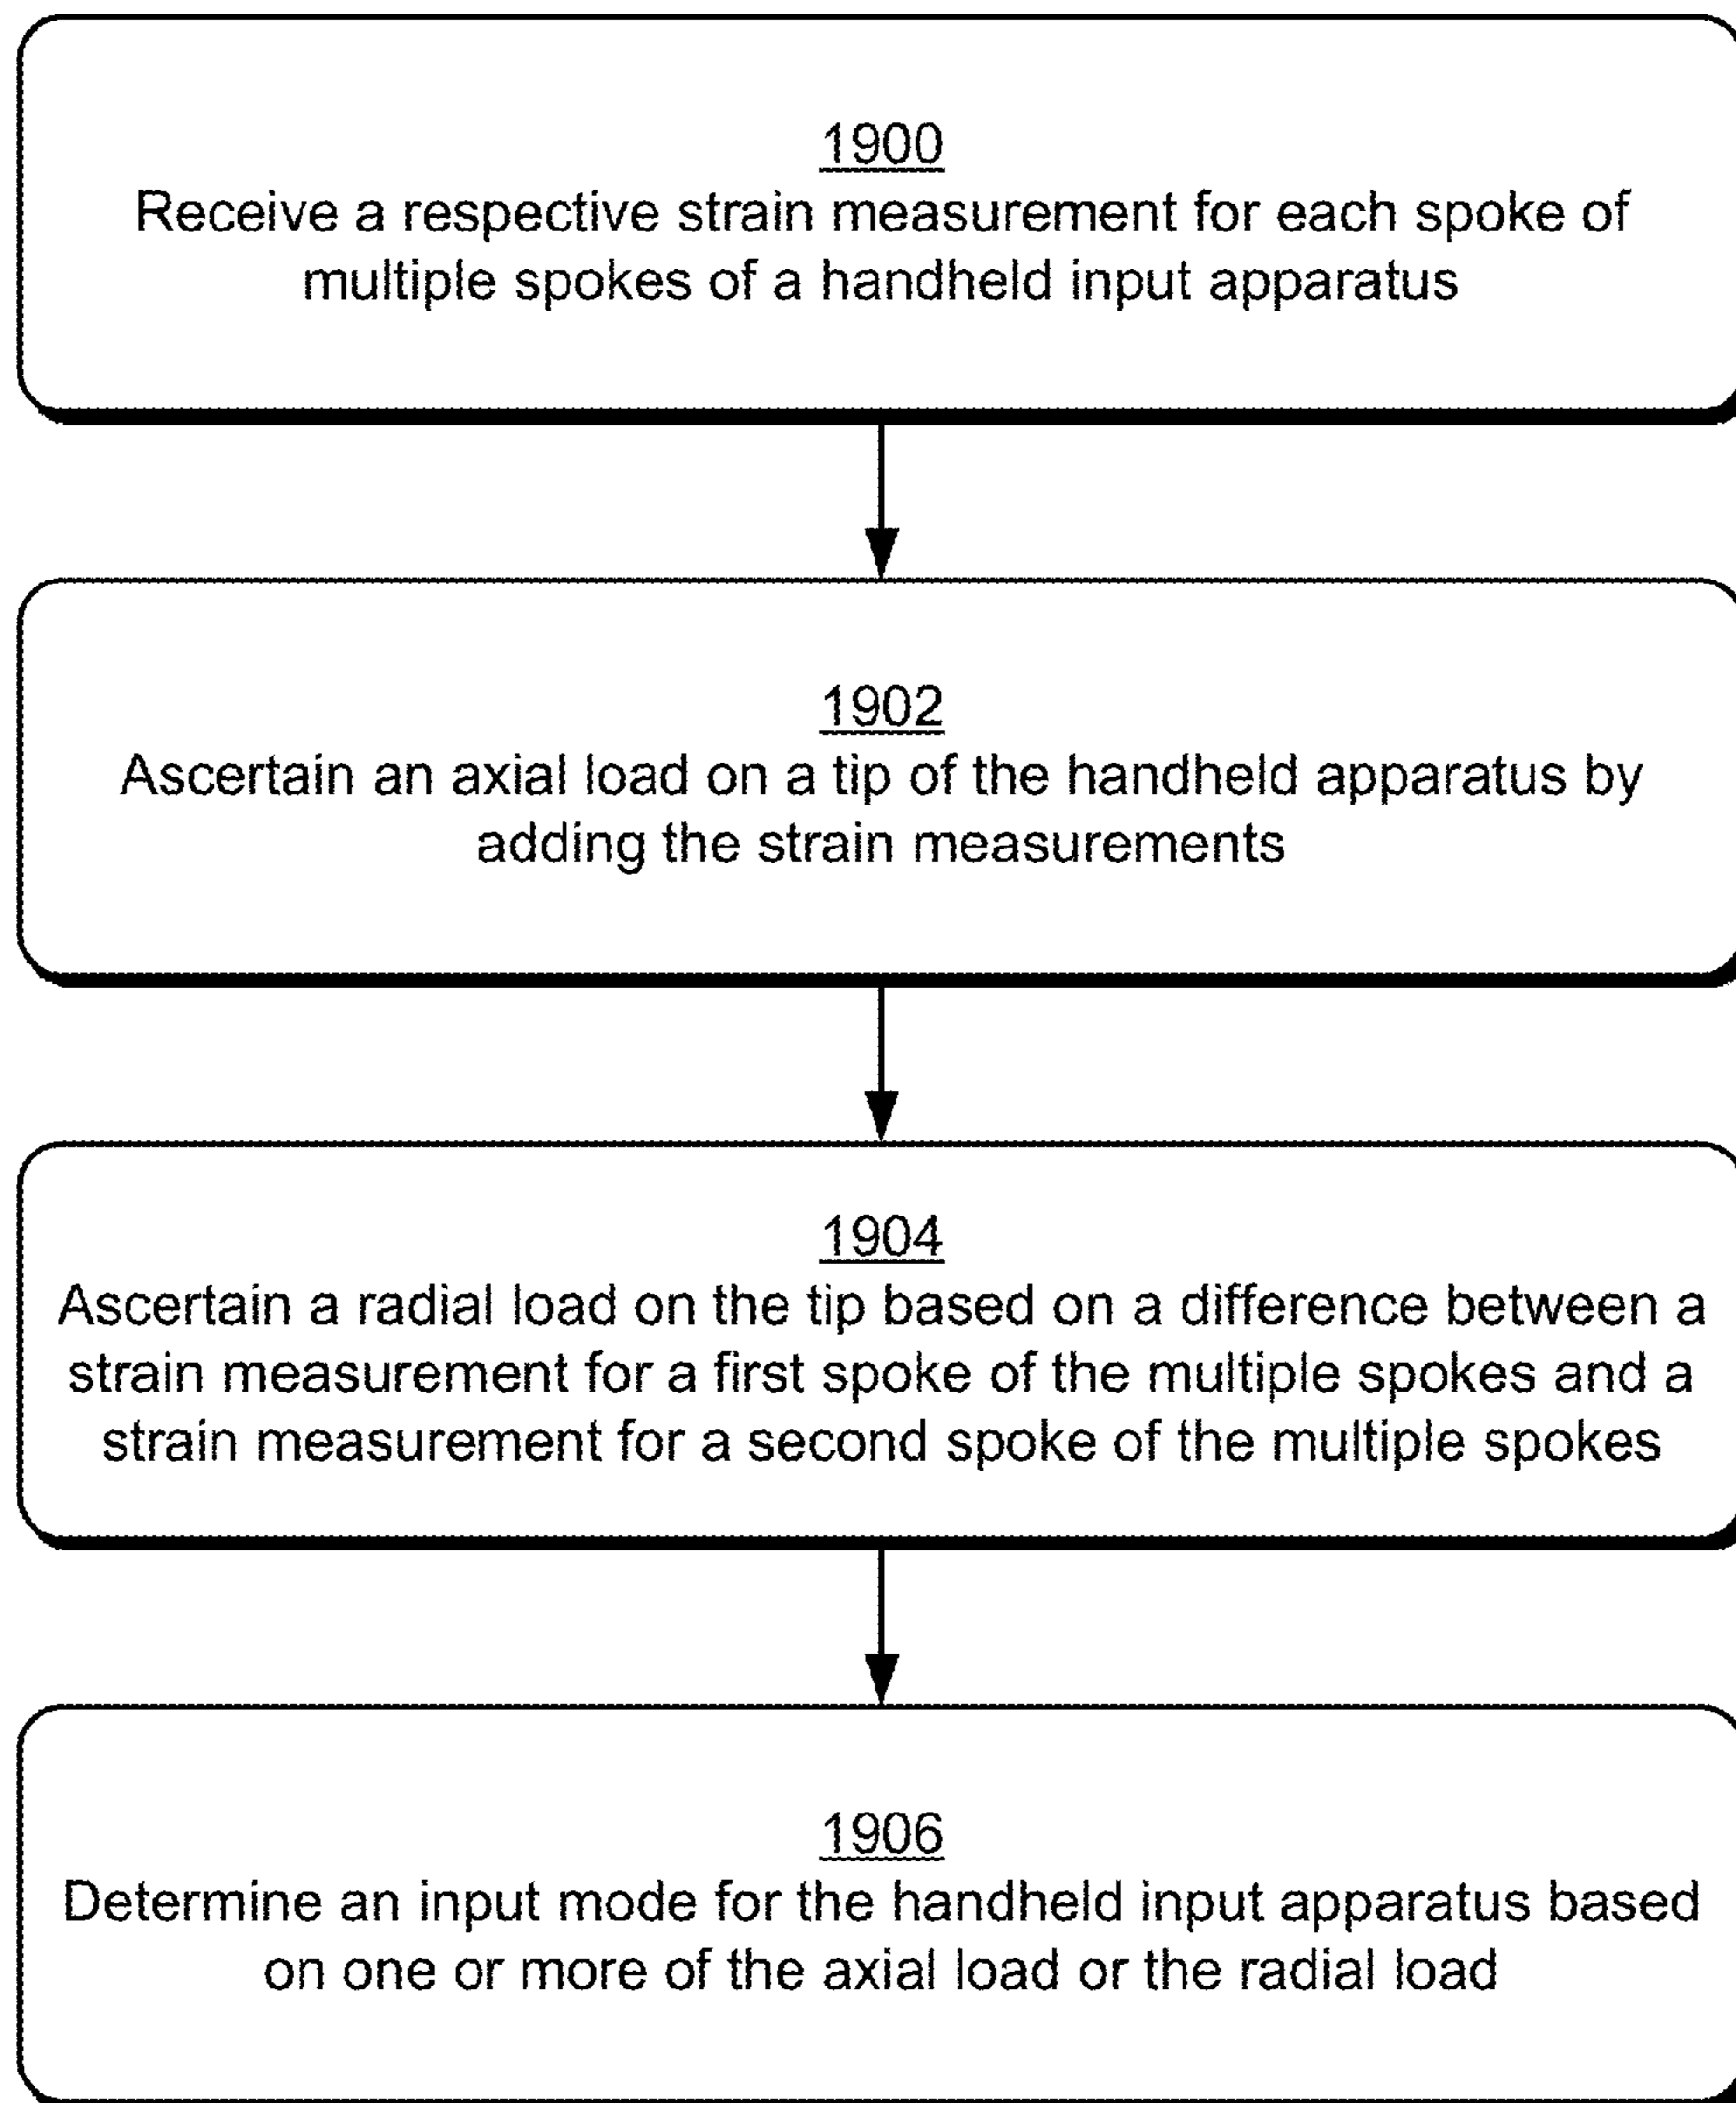 1900
Receive a respective strain measurement for each spoke of
multiple spokes of a handheld input apparatus
1902
Ascertain an axial load on a tip of the handheld apparatus by
adding the strain measurements
1904
Ascertain a radial load on the tip based on a difference between a
strain measurement for a first spoke of the multiple spokes and a
strain measurement for a second spoke of the multiple spokes
1906
Determine an input mode for the handheld input apparatus based
on one or more of the axial load or the radial load